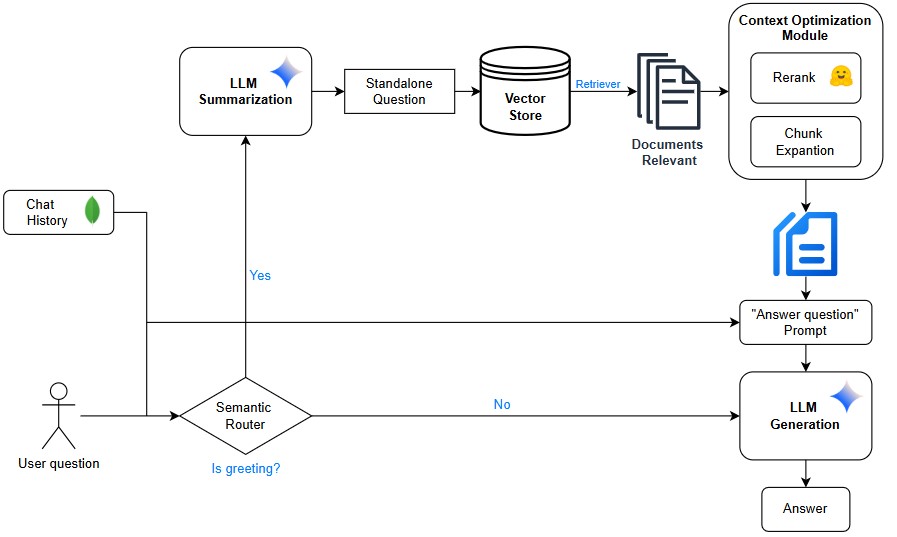 Context Optimization
Module
Rerank
Chunk
Expantion
LLM
Summarization
Standalone
Question
Vector
Store
Retriever
Documents
Relevant
Chat
History
Yes
"Answer question"
Prompt
User question
Semantic
Router
Is greeting?
No
LLM
Generation
Answer